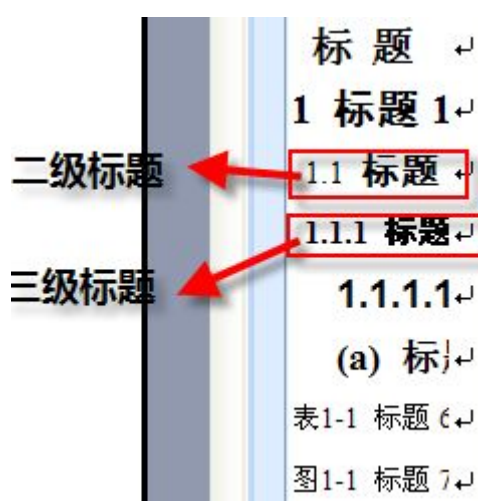 标 题 ↵
1 标题 1↵
二级标题
1.1 标题 ↵
1.1.1 标题↵
三级标题
1.1.1.1↵
(a) 标↵
表1-1 标题 6↵
图1-1 标题 7↵